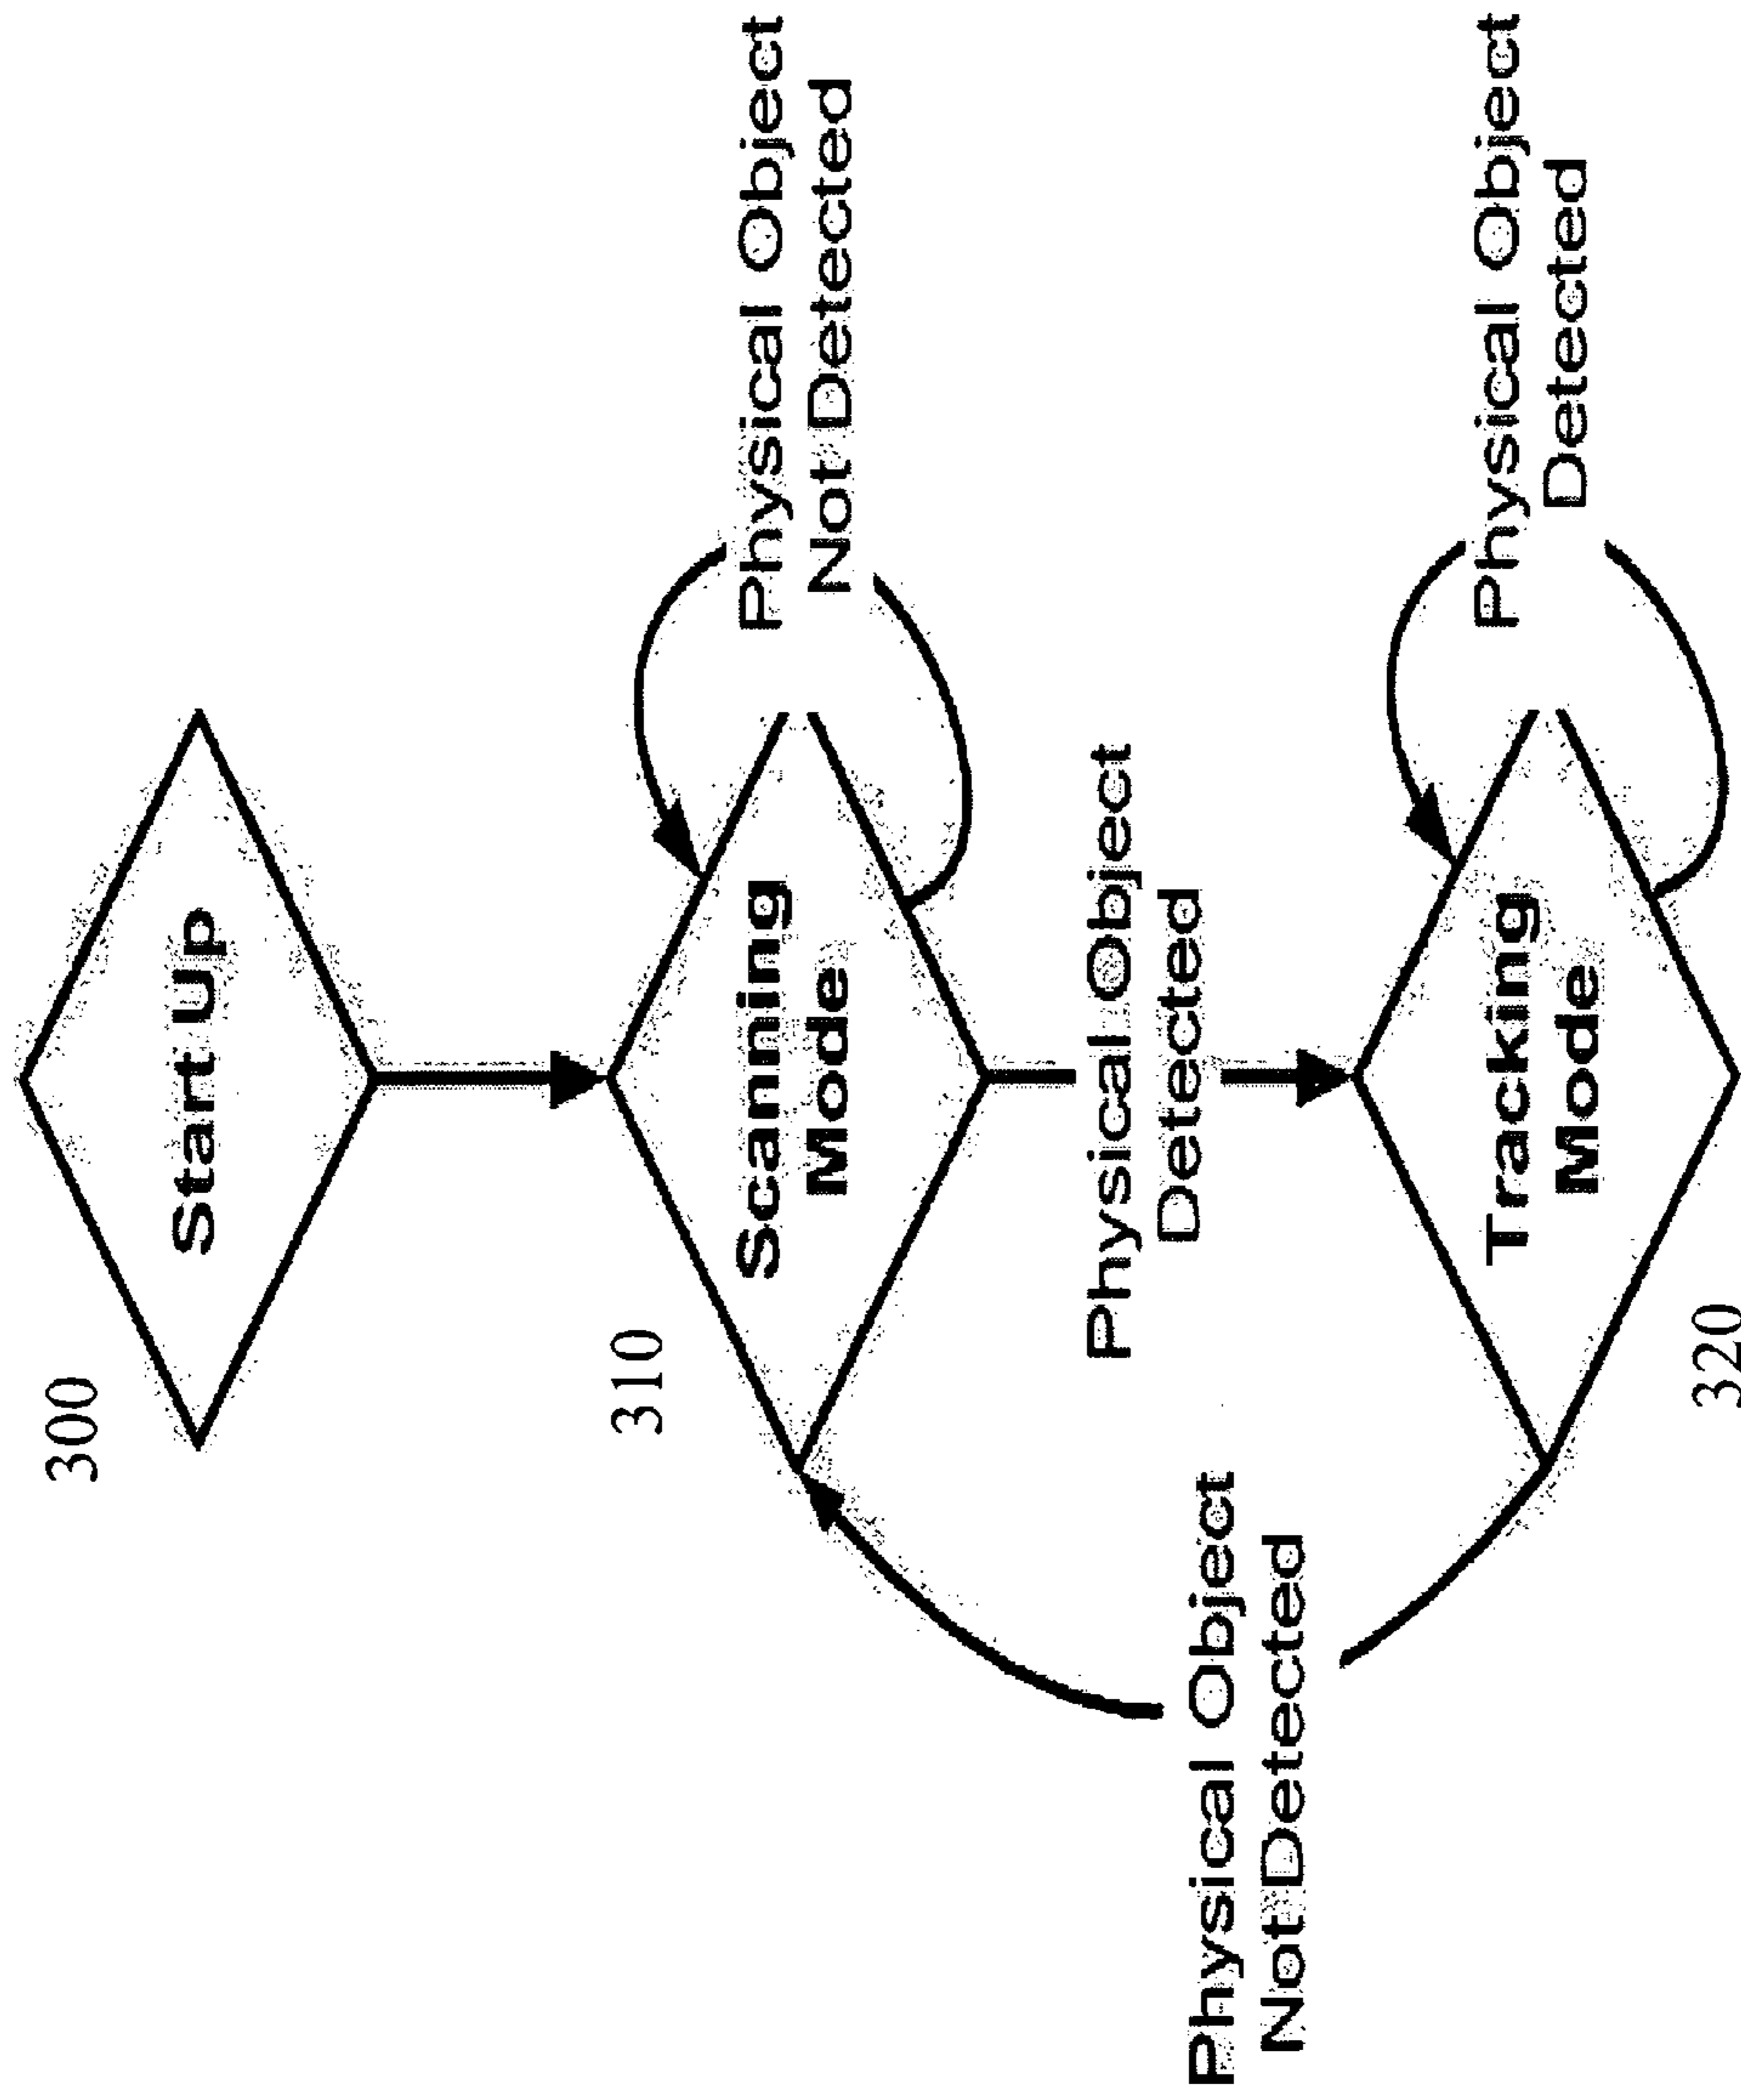 300
Start Up
310
Scanning
Mode
Physical Object
Not Detected
Physical Object
Detected
Physical Object
Not Detected
Tracking
Mode
320
Physical Object
Detected